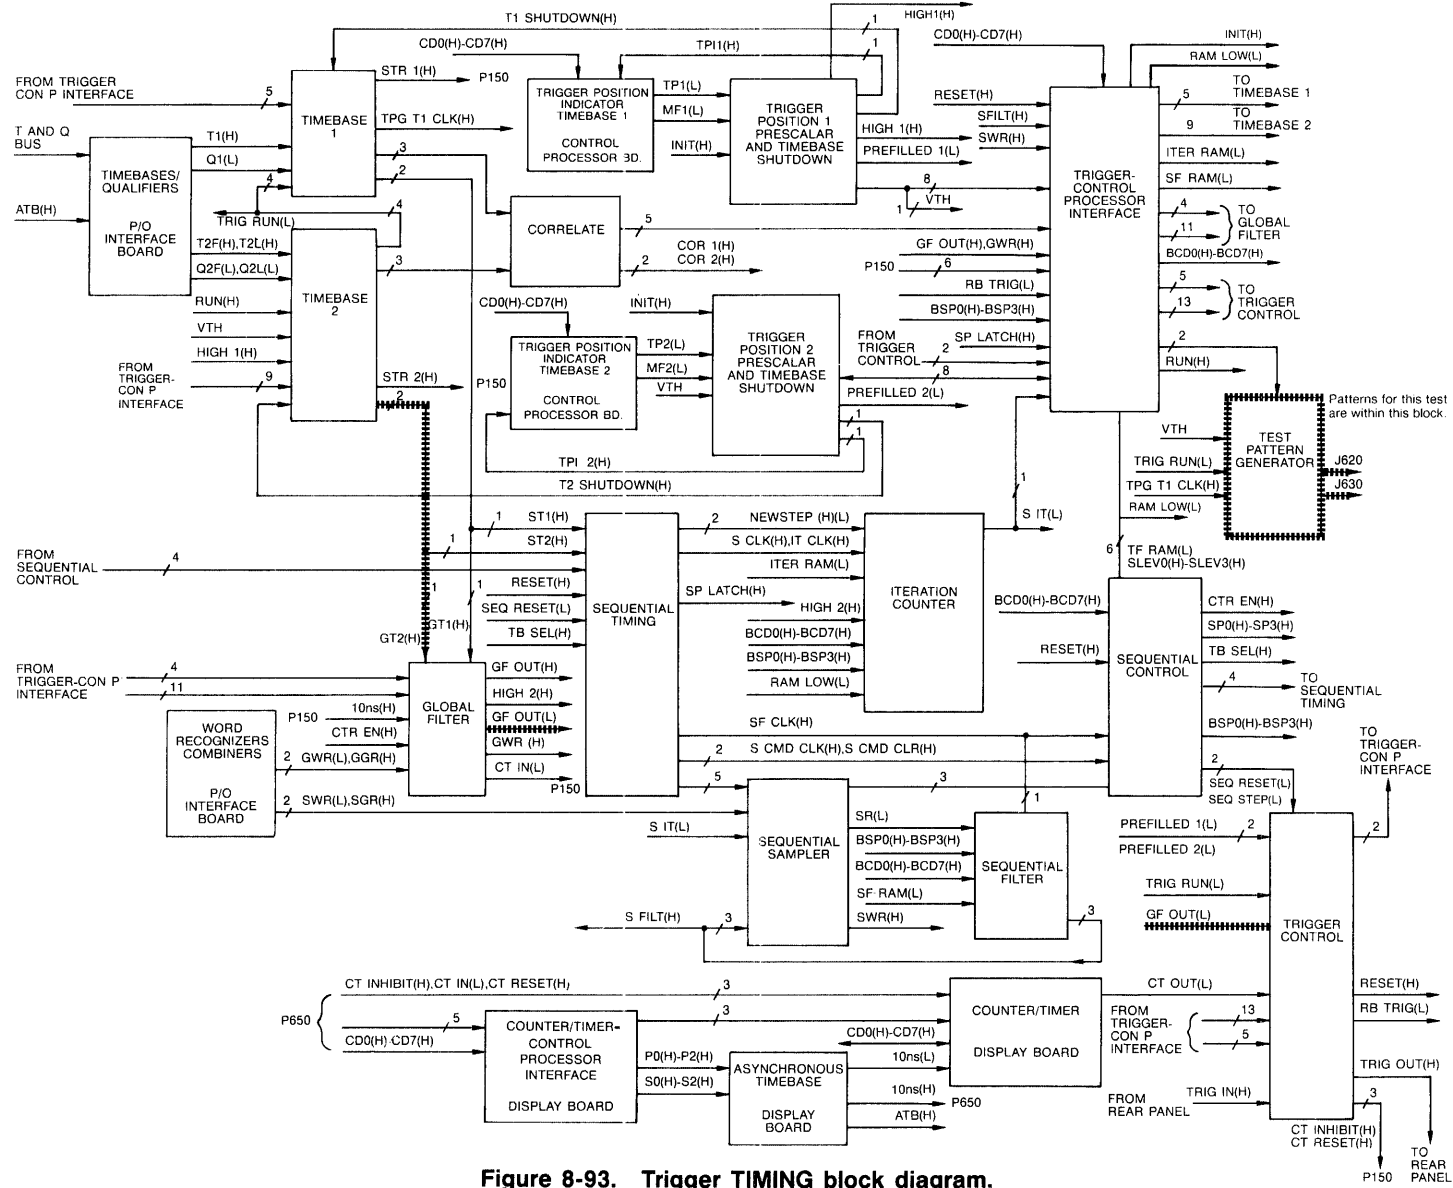 T1 SHUTDOWN(H)
1
HIGH1(H)
CD0(H)-CD7(H)
TPI1(H)
1
CD0(H)-CD7(H)
INIT(H)
RAM LOW(L)
FROM TRIGGER
CON P INTERFACE
5
TIMEBASE
1
STR 1(H)
P150
TPG T1 CLK(H)
3
2
4
TRIGGER POSITION
INDICATOR
TIMEBASE 1
CONTROL
PROCESSOR BD.
TP1(L)
MF1(L)
INIT(H)
TRIGGER
POSITION 1
PRESCALAR
AND TIMEBASE
SHUTDOWN
HIGH 1(H)
PREFILLED 1(L)
8
1
VTH
RESET(H)
SFILT(H)
SWR(H)
TRIGGER-
CONTROL
PROCESSOR
INTERFACE
5
TO
TIMEBASE 1
9
TO
TIMEBASE 2
ITER RAM(L)
SF RAM(L)
4
11
TO
GLOBAL
FILTER
BCD0(H)-BCD7(H)
5
13
TO
TRIGGER
CONTROL
2
RUN(H)
T AND Q
BUS
ATB(H)
TIMEBASES/
QUALIFIERS
P/O
INTERFACE
BOARD
T1(H)
Q1(L)
TRIG RUN(L)
4
T2F(H),T2L(H)
Q2F(L),Q2L(L)
RUN(H)
VTH
HIGH 1(H)
FROM
TRIGGER-
CON P
INTERFACE
9
TIMEBASE
2
3
STR 2(H)
2
CORRELATE
5
2
COR 1(H)
COR 2(H)
GF OUT(H),GWR(H)
P150
6
RB TRIG(L)
BSP0(H)-BSP3(H)
FROM
TRIGGER
CONTROL
SP LATCH(H)
2
8
CD0(H)-CD7(H)
INIT(H)
TRIGGER POSITION
INDICATOR
TIMEBASE 2
CONTROL
PROCESSOR BD.
P150
TP2(L)
MF2(L)
VTH
TRIGGER
POSITION 2
PRESCALAR
AND TIMEBASE
SHUTDOWN
PREFILLED 2(L)
1
1
TPI 2(H)
T2 SHUTDOWN(H)
Patterns for this test
are within this block.
VTH
TRIG RUN(L)
TPG T1 CLK(H)
TEST
PATTERN
GENERATOR
J620
J630
RAM LOW(L)
6
TF RAM(L)
SLEV0(H)-SLEV3(H)
FROM
SEQUENTIAL
CONTROL
4
1
1
ST1(H)
ST2(H)
1
1
GT2(H)
GT1(H)
RESET(H)
SEQ RESET(L)
TB SEL(H)
SEQUENTIAL
TIMING
2
NEWSTEP (H)(L)
S CLK(H),IT CLK(H)
ITER RAM(L)
SP LATCH(H)
HIGH 2(H)
BCD0(H)-BCD7(H)
BSP0(H)-BSP3(H)
RAM LOW(L)
ITERATION
COUNTER
1
S IT(L)
BCD0(H)-BCD7(H)
RESET(H)
SEQUENTIAL
CONTROL
CTR EN(H)
SP0(H)-SP3(H)
TB SEL(H)
4
TO
SEQUENTIAL
TIMING
BSP0(H)-BSP3(H)
2
SEQ RESET(L)
SEQ STEP(L)
TO
TRIGGER-
CON P
INTERFACE
FROM
TRIGGER-CON P
INTERFACE
4
11
P150
10ns(H)
CTR EN(H)
GLOBAL
FILTER
GF OUT(H)
HIGH 2(H)
GF OUT(L)
GWR (H)
CT IN(L)
P150
WORD
RECOGNIZERS
COMBINERS
P/O
INTERFACE
BOARD
2
GWR(L),GGR(H)
2
SWR(L),SGR(H)
SF CLK(H)
2
S CMD CLK(H),S CMD CLR(H)
5
3
1
S IT(L)
SEQUENTIAL
SAMPLER
SR(L)
BSP0(H)-BSP3(H)
BCD0(H)-BCD7(H)
SF RAM(L)
SWR(H)
SEQUENTIAL
FILTER
3
S FILT(H)
3
PREFILLED 1(L)
2
PREFILLED 2(L)
TRIG RUN(L)
GF OUT(L)
TRIGGER
CONTROL
2
CT INHIBIT(H),CT IN(L),CT RESET(H)
3
P650
5
CD0(H)-CD7(H)
COUNTER/TIMER-
CONTROL
PROCESSOR
INTERFACE
DISPLAY BOARD
3
P0(H)-P2(H)
S0(H)-S2(H)
ASYNCHRONOUS
TIMEBASE
DISPLAY
BOARD
CD0(H)-CD7(H)
10ns(L)
10ns(H)
P650
ATB(H)
COUNTER/TIMER
DISPLAY BOARD
CT OUT(L)
FROM
TRIGGER-
CON P
INTERFACE
13
5
FROM
REAR PANEL
TRIG IN(H)
RESET(H)
RB TRIG(L)
TRIG OUT(H)
3
CT INHIBIT(H)
CT RESET(H)
P150
TO
REAR
PANEL
Figure 8-93. Trigger TIMING block diagram.